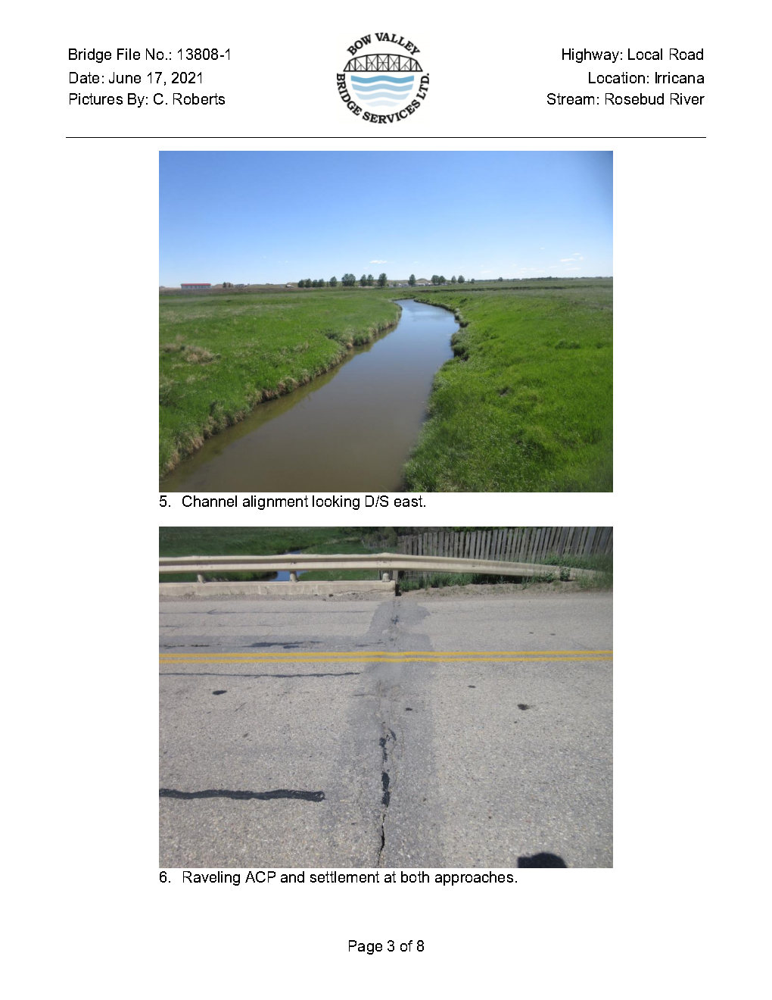 Bridge File No.: 13808-1
Date: June 17, 2021
Pictures By: C. Roberts
BOW VALLEY
BRIDGE SERVICES LTD.
Highway: Local Road
Location: Irricana
Stream: Rosebud River
5. Channel alignment looking D/S east.
6. Raveling ACP and settlement at both approaches.
Page 3 of 8